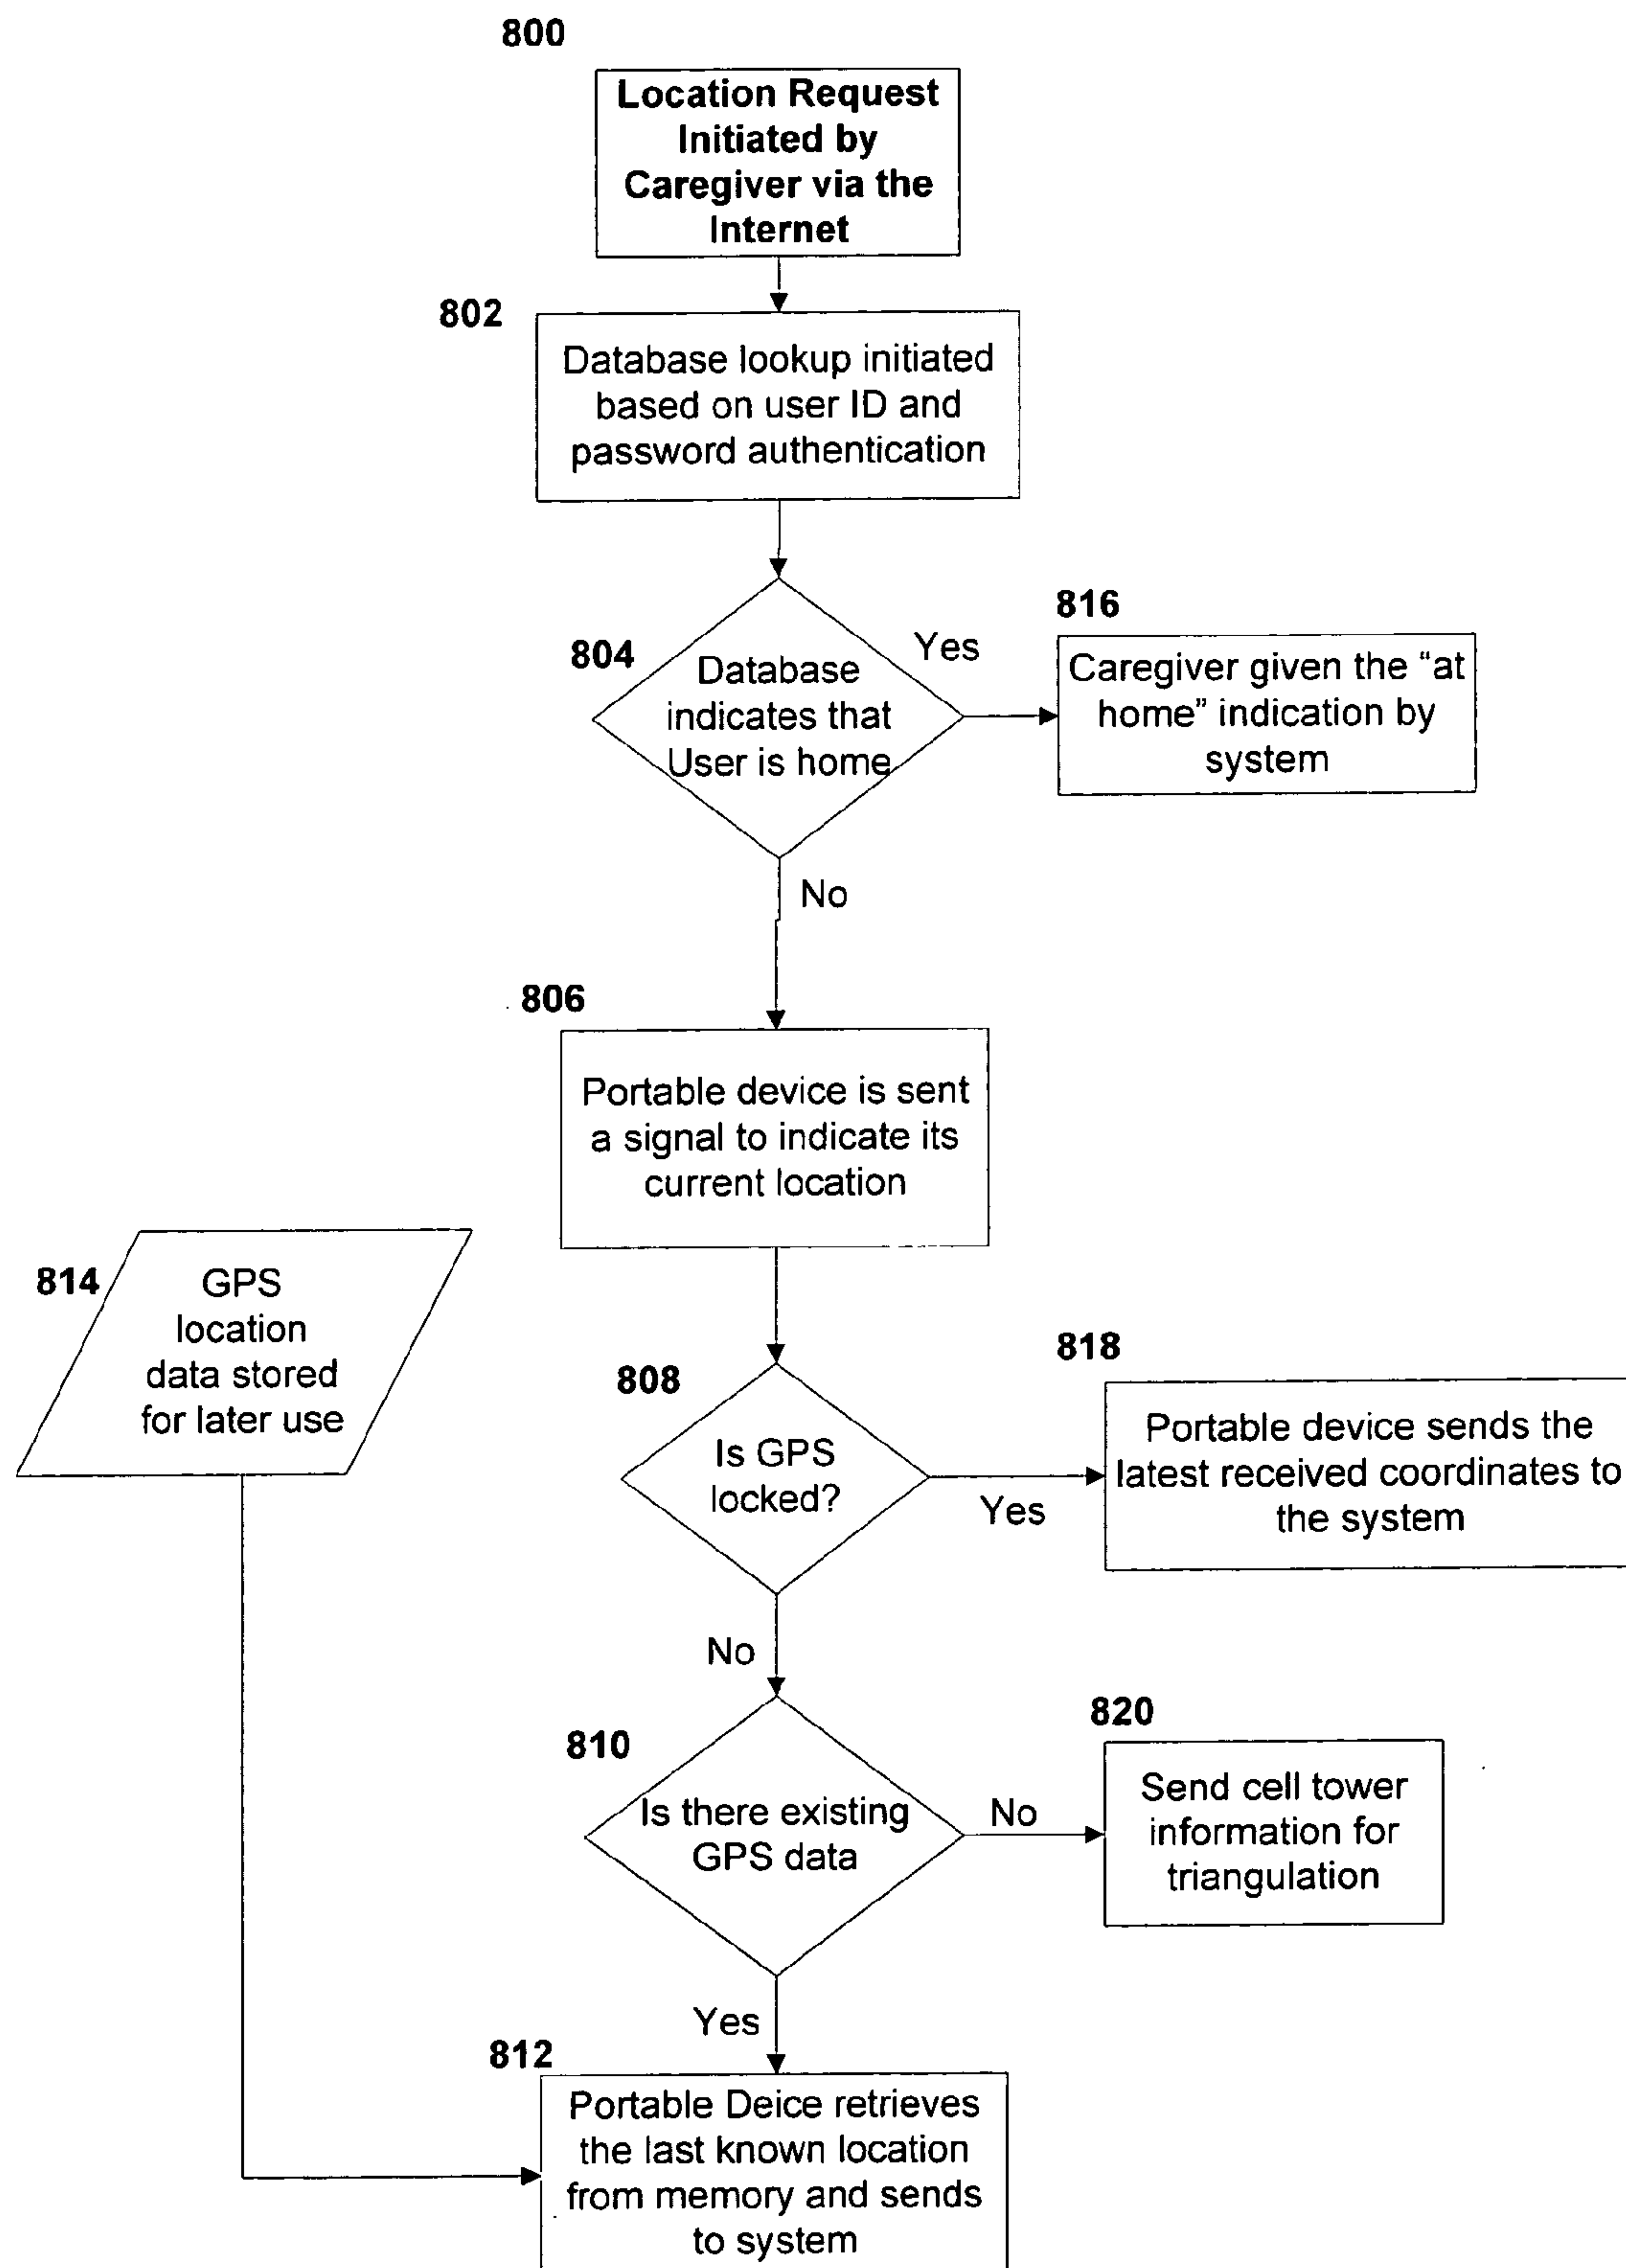 800
Location Request
Initiated by
Caregiver via the
Internet
802
Database lookup initiated
based on user ID and
password authentication
804
Database
indicates that
User is home
Yes
816
Caregiver given the “at
home” indication by
system
No
806
Portable device is sent
a signal to indicate its
current location
814
GPS
location
data stored
for later use
808
Is GPS
locked?
Yes
818
Portable device sends the
latest received coordinates to
the system
No
810
Is there existing
GPS data
No
820
Send cell tower
information for
triangulation
Yes
812
Portable Deice retrieves
the last known location
from memory and sends
to system